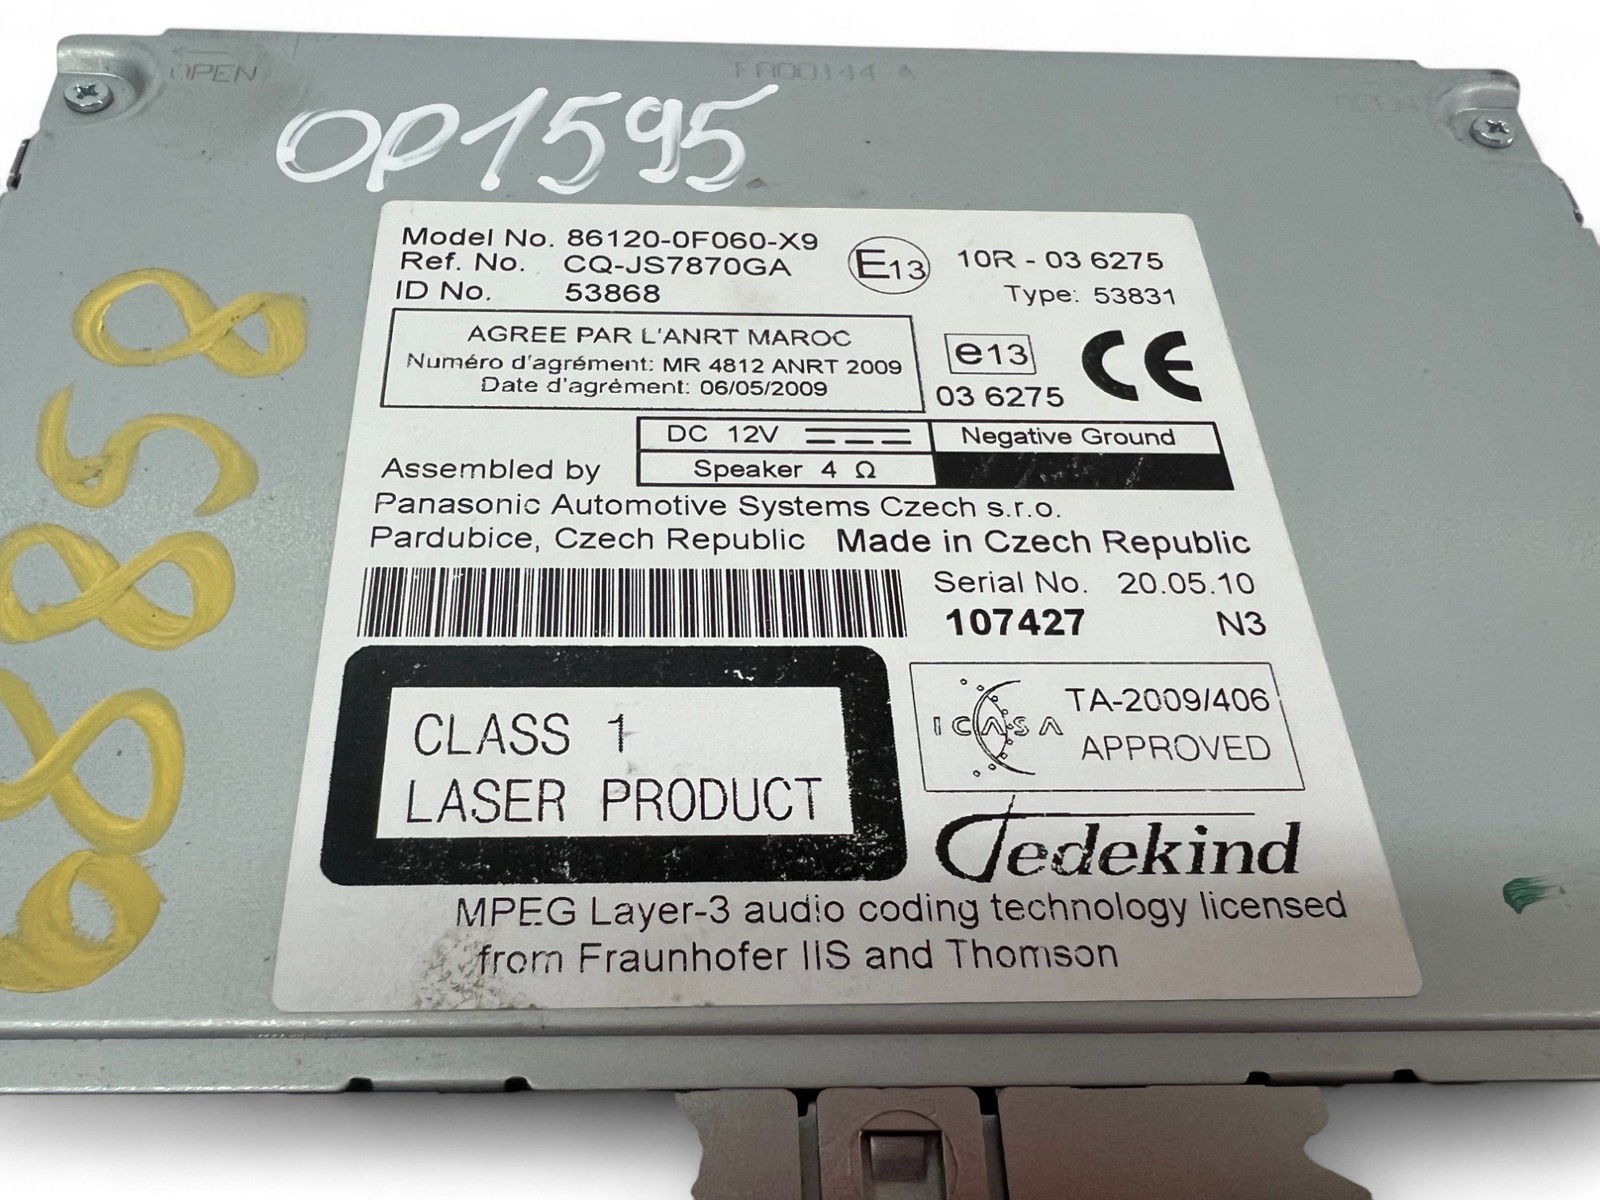 OPEN
FA00144 A
OP1595
68858
Model No. 86120-0F060-X9
Ref. No. CQ-JS7870GA
ID No. 53868
E13
10R - 03 6275
Type: 53831
AGREE PAR L'ANRT MAROC
Numéro d'agrément: MR 4812 ANRT 2009
Date d'agrément: 06/05/2009
e13
03 6275
CE
DC 12V
Negative Ground
Speaker 4 Ω
Assembled by
Panasonic Automotive Systems Czech s.r.o.
Pardubice, Czech Republic Made in Czech Republic
Serial No. 20.05.10
107427 N3
CLASS 1
LASER PRODUCT
ICASA
TA-2009/406
APPROVED
Jedekind
MPEG Layer-3 audio coding technology licensed
from Fraunhofer IIS and Thomson